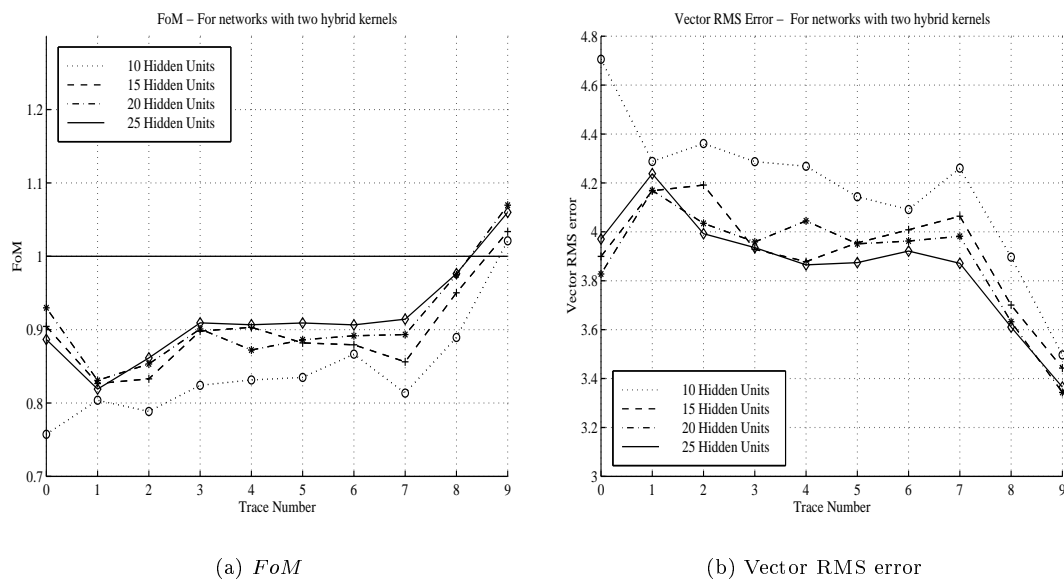 FoM – For networks with two hybrid kernels
10 Hidden Units
15 Hidden Units
20 Hidden Units
25 Hidden Units
1.2
1.1
1
0.9
0.8
0.7
FoM
0 1 2 3 4 5 6 7 8 9
Trace Number
(a) FoM
Vector RMS Error – For networks with two hybrid kernels
4.8
4.6
4.4
4.2
4
3.8
3.6
3.4
3.2
3
Vector RMS error
10 Hidden Units
15 Hidden Units
20 Hidden Units
25 Hidden Units
0 1 2 3 4 5 6 7 8 9
Trace Number
(b) Vector RMS error